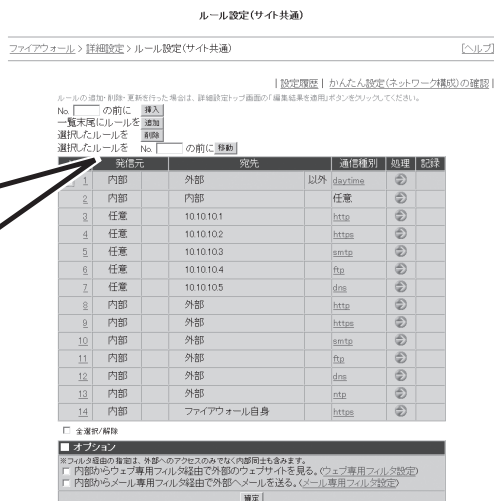 ルール設定(サイト共通)
ファイアウォール > 詳細設定 > ルール設定(サイト共通) [ヘルプ]
| 設定履歴 | かんたん設定(ネットワーク構成)の確認 |
ルールの追加・削除・更新を行った場合は、詳細設定トップ画面の「編集結果を適用」ボタンをクリックしてください。
No. の前に 挿入
一覧末尾にルールを 追加
選択したルールを 削除
選択したルールを No. の前に 移動
発信元 宛先 通信種別 処理 記録
1 内部 外部 以外 daytime
2 内部 内部 任意
3 任意 10.10.10.1 http
4 任意 10.10.10.2 https
5 任意 10.10.10.3 smtp
6 任意 10.10.10.4 ftp
7 任意 10.10.10.5 dns
8 内部 外部 http
9 内部 外部 https
10 内部 外部 smtp
11 内部 外部 ftp
12 内部 外部 dns
13 内部 外部 ntp
14 内部 ファイアウォール自身 https
全選択/解除
■ オプション
※フィルタ経由の指定は、外部へのアクセスのみでなく内部同士も含みます。
内部からウェブ専用フィルタ経由で外部のウェブサイトを見る。(ウェブ専用フィルタ設定)
内部からメール専用フィルタ経由で外部へメールを送る。(メール専用フィルタ設定)
確定